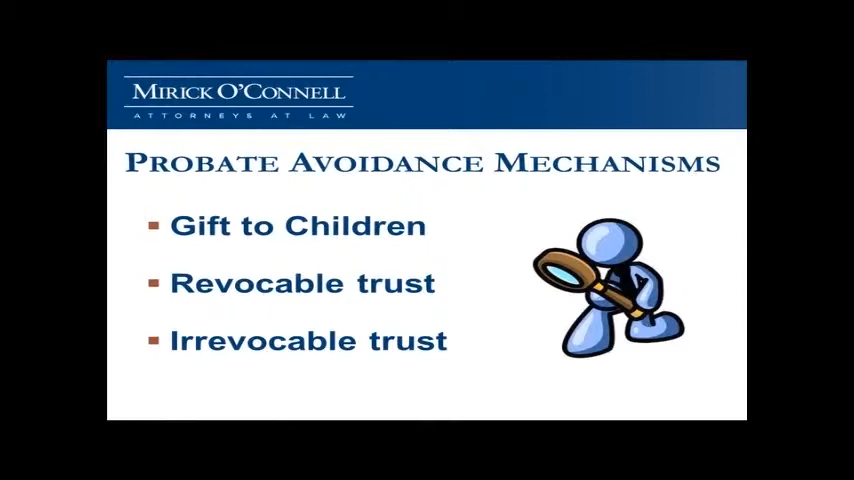 MIRICK O'CONNELL
ATTORNEYS AT LAW
PROBATE AVOIDANCE MECHANISMS
Gift to Children
Revocable trust
Irrevocable trust